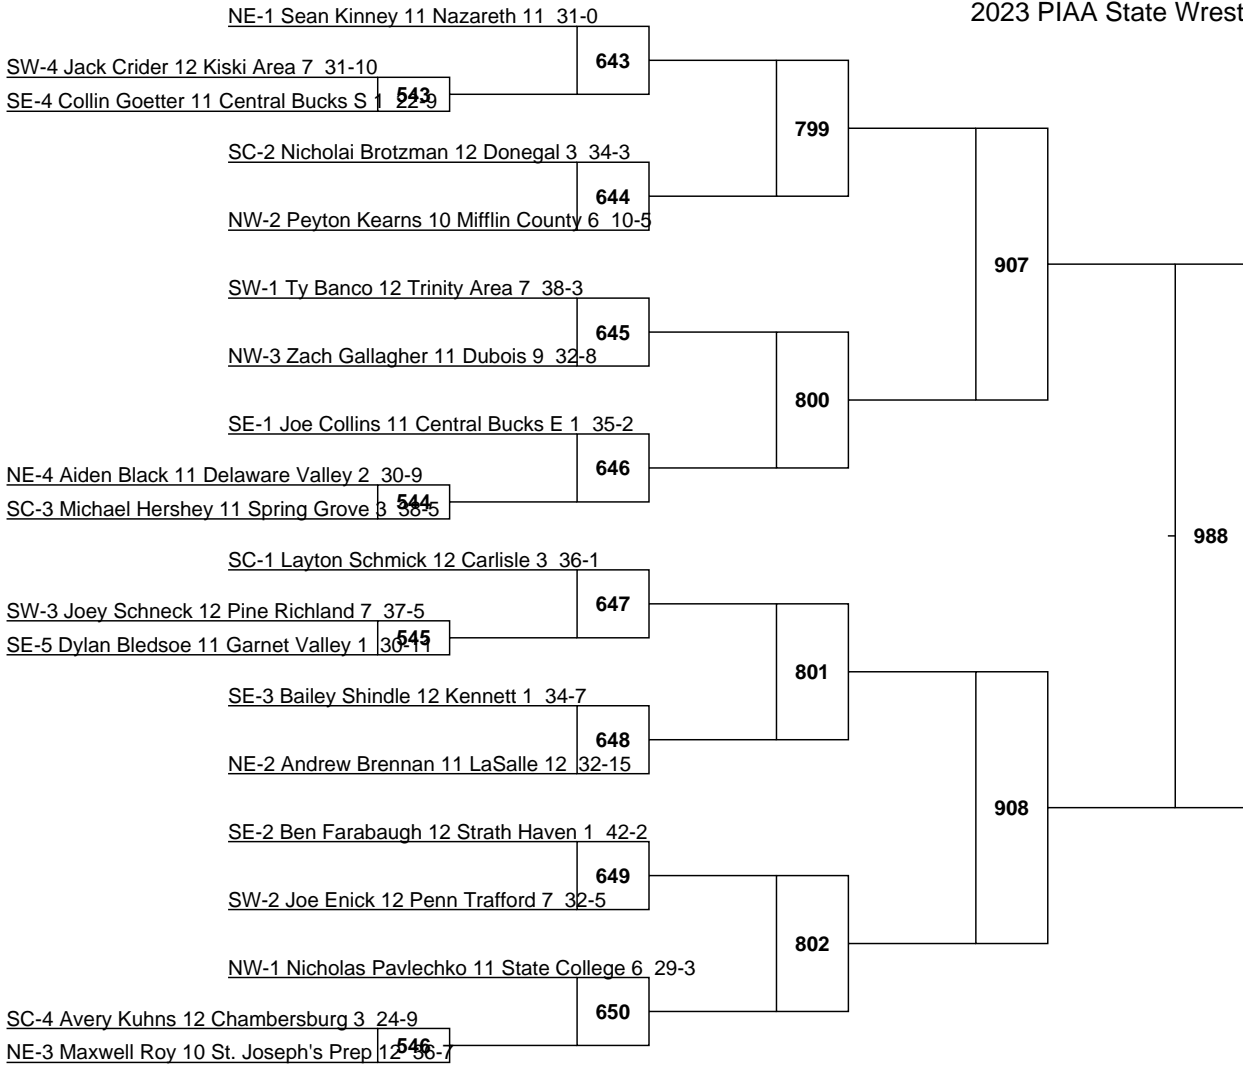 2023 PIAA State Wrest
NE-1 Sean Kinney 11 Nazareth 11 31-0
643
SW-4 Jack Crider 12 Kiski Area 7 31-10
543
SE-4 Collin Goetter 11 Central Bucks S 1 22-9
799
SC-2 Nicholai Brotzman 12 Donegal 3 34-3
644
NW-2 Peyton Kearns 10 Mifflin County 6 10-5
907
SW-1 Ty Banco 12 Trinity Area 7 38-3
645
NW-3 Zach Gallagher 11 Dubois 9 32-8
800
SE-1 Joe Collins 11 Central Bucks E 1 35-2
646
NE-4 Aiden Black 11 Delaware Valley 2 30-9
544
SC-3 Michael Hershey 11 Spring Grove 3
988
SC-1 Layton Schmick 12 Carlisle 3 36-1
647
SW-3 Joey Schneck 12 Pine Richland 7 37-5
545
SE-5 Dylan Bledsoe 11 Garnet Valley 1 30-11
801
SE-3 Bailey Shindle 12 Kennett 1 34-7
648
NE-2 Andrew Brennan 11 LaSalle 12 32-15
908
SE-2 Ben Farabaugh 12 Strath Haven 1 42-2
649
SW-2 Joe Enick 12 Penn Trafford 7 32-5
802
NW-1 Nicholas Pavlechko 11 State College 6 29-3
650
SC-4 Avery Kuhns 12 Chambersburg 3 24-9
546
NE-3 Maxwell Roy 10 St. Joseph's Prep 12